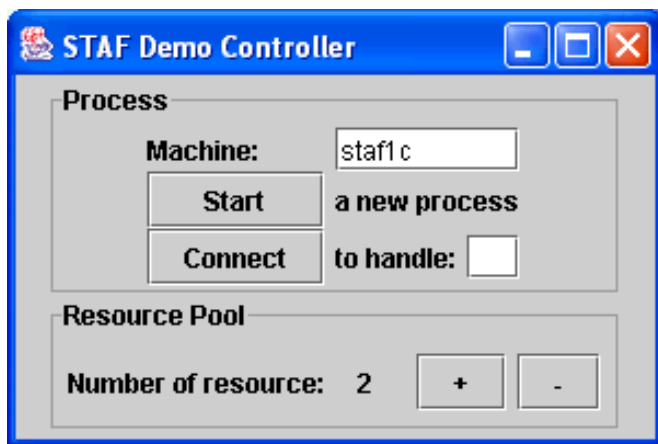 STAF Demo Controller
Process
Machine: staf1c
Start a new process
Connect to handle:
Resource Pool
Number of resource: 2 + -